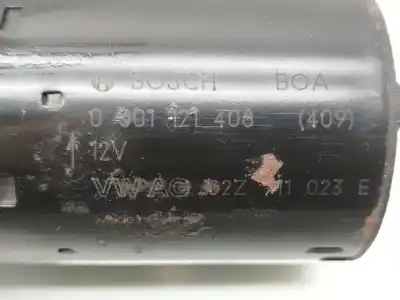 BOSCH BOA
0 001 121 408 (409)
12V
VW AG 02Z 911 023 E